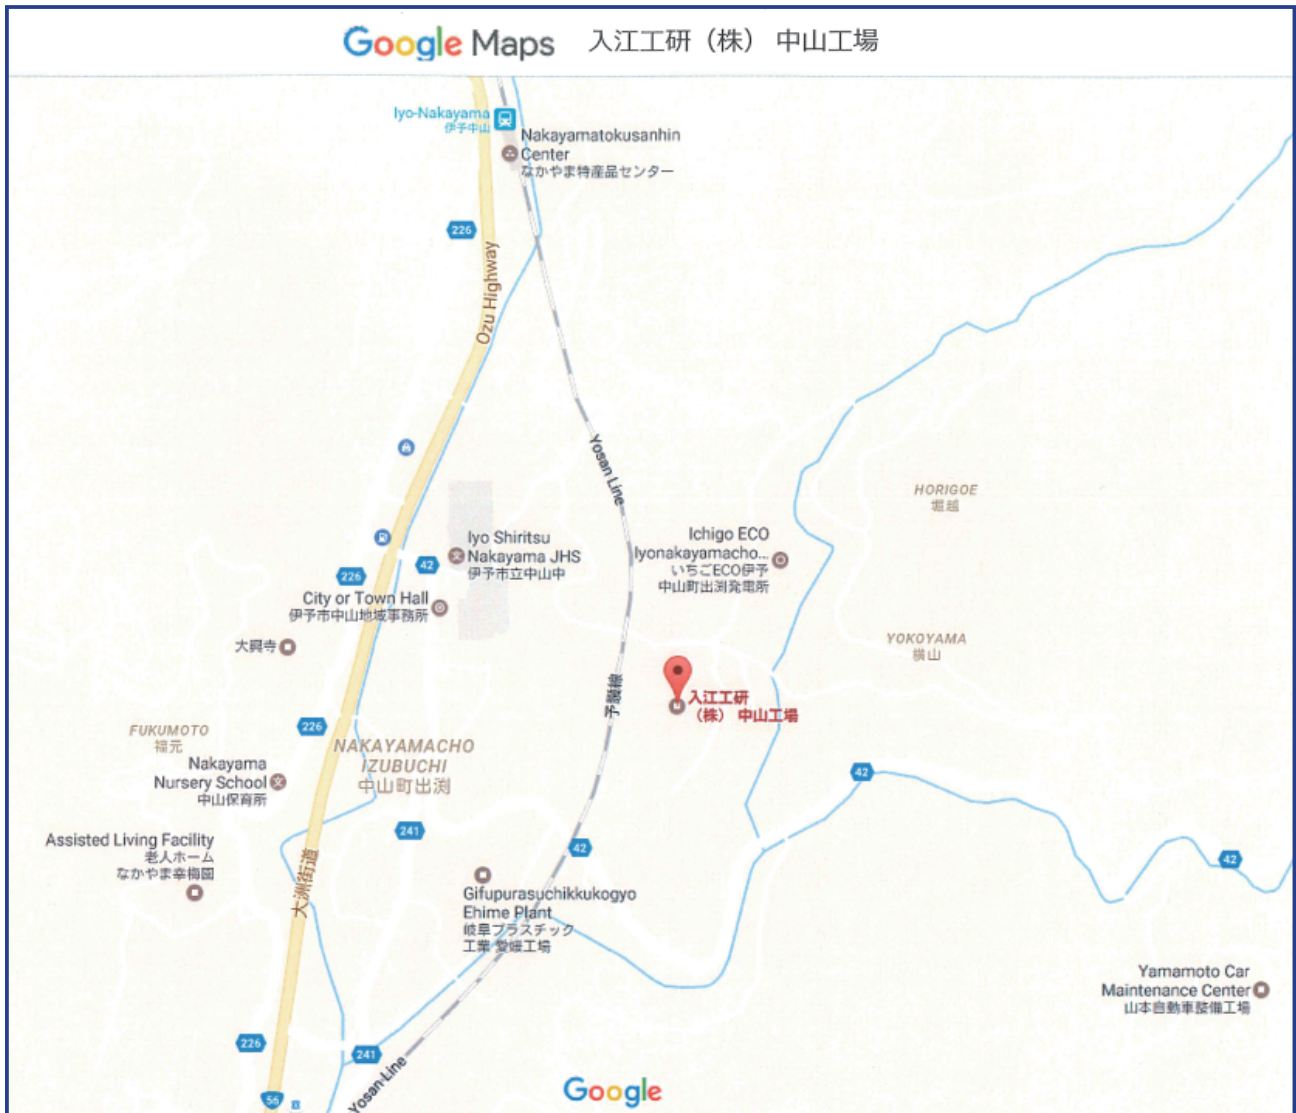 Google Maps 入江工研（株） 中山工場
Iyo-Nakayama
伊予中山
Nakayamatokusanhin
Center
なかやま特産品センター
226
Ozu Highway
Yosan Line
HORIGOE
堀越
Iyo Shiritsu
Nakayama JHS
伊予市立中山中
42
Ichigo ECO
Iyonakayamacho...
いちごECO伊予
中山町出渕発電所
226
City or Town Hall
伊予市中山地域事務所
大興寺
YOKOYAMA
横山
予讃線
入江工研
（株） 中山工場
226
FUKUMOTO
福元
NAKAYAMACHO
IZUBUCHI
中山町出渕
Nakayama
Nursery School
中山保育所
42
241
42
42
Assisted Living Facility
老人ホーム
なかやま幸梅園
大洲街道
Gifupurasuchikkukogyo
Ehime Plant
岐阜プラスチック
工業 愛媛工場
Yamamoto Car
Maintenance Center
山本自動車整備工場
226
241
Yosan Line
56
Google